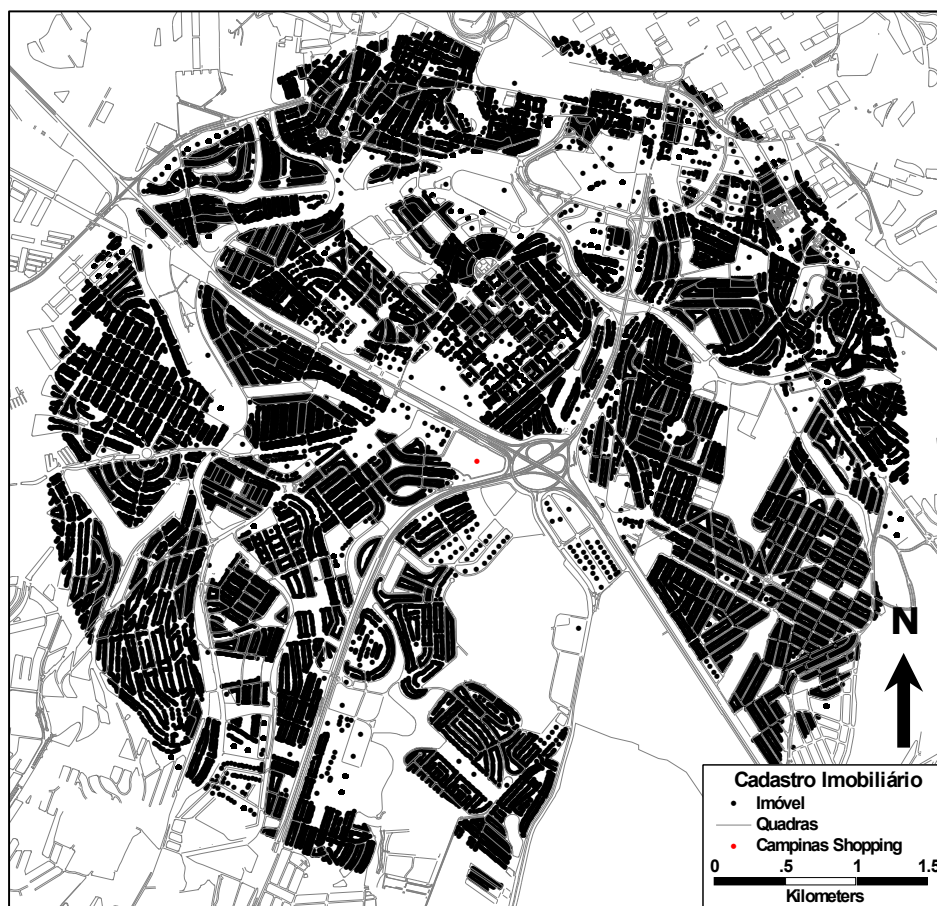 N
Cadastro Imobiliário
Imóvel
Quadras
Campinas Shopping
0 .5 1 1.5
Kilometers